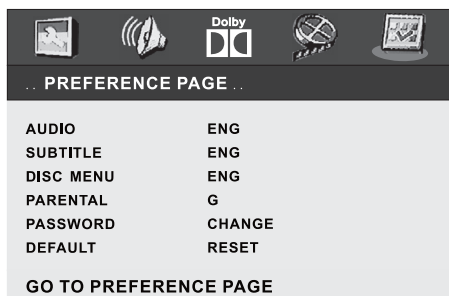 Dolby
.. PREFERENCE PAGE ..
AUDIO ENG
SUBTITLE ENG
DISC MENU ENG
PARENTAL G
PASSWORD CHANGE
DEFAULT RESET
GO TO PREFERENCE PAGE